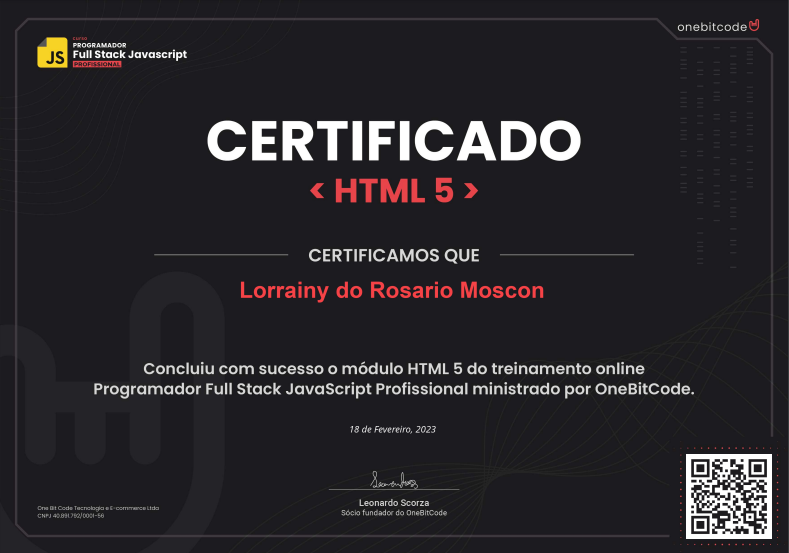 onebitcode
CURSO
PROGRAMADOR
Full Stack Javascript
PROFISSIONAL
JS
CERTIFICADO
< HTML 5 >
CERTIFICAMOS QUE
Lorrainy do Rosario Moscon
Concluiu com sucesso o módulo HTML 5 do treinamento online
Programador Full Stack JavaScript Profissional ministrado por OneBitCode.
18 de Fevereiro, 2023
Leonardo Scorza
Sócio fundador do OneBitCode
One Bit Code Tecnologia e E-commerce Ltda
CNPJ 40.891.792/0001-56